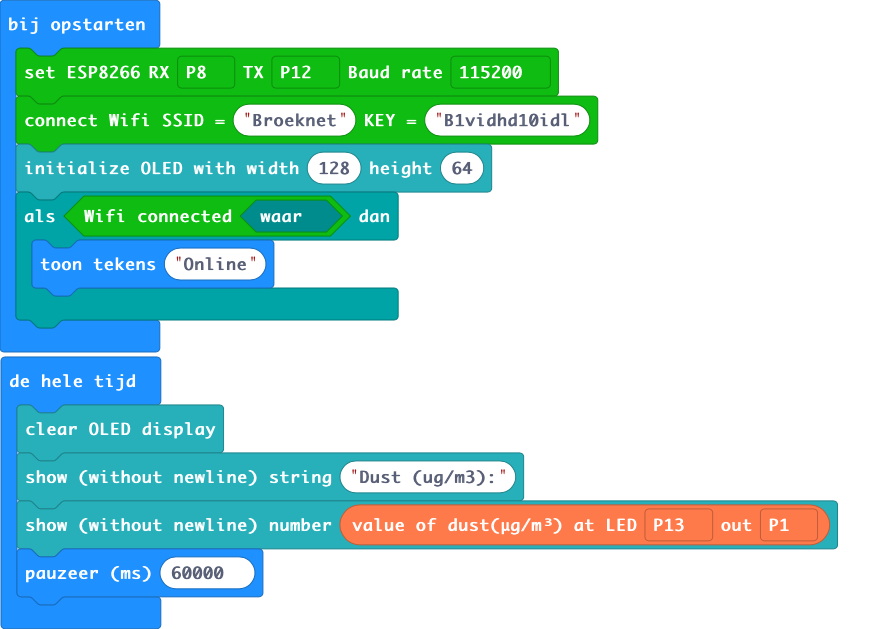 bij opstarten
set ESP8266 RX P8 TX P12 Baud rate 115200
connect Wifi SSID = "Broeknet" KEY = "B1vidhd10idl"
initialize OLED with width 128 height 64
als Wifi connected waar dan
toon tekens "Online"
de hele tijd
clear OLED display
show (without newline) string "Dust (ug/m3):"
show (without newline) number value of dust(μg/m³) at LED P13 out P1
pauzeer (ms) 60000